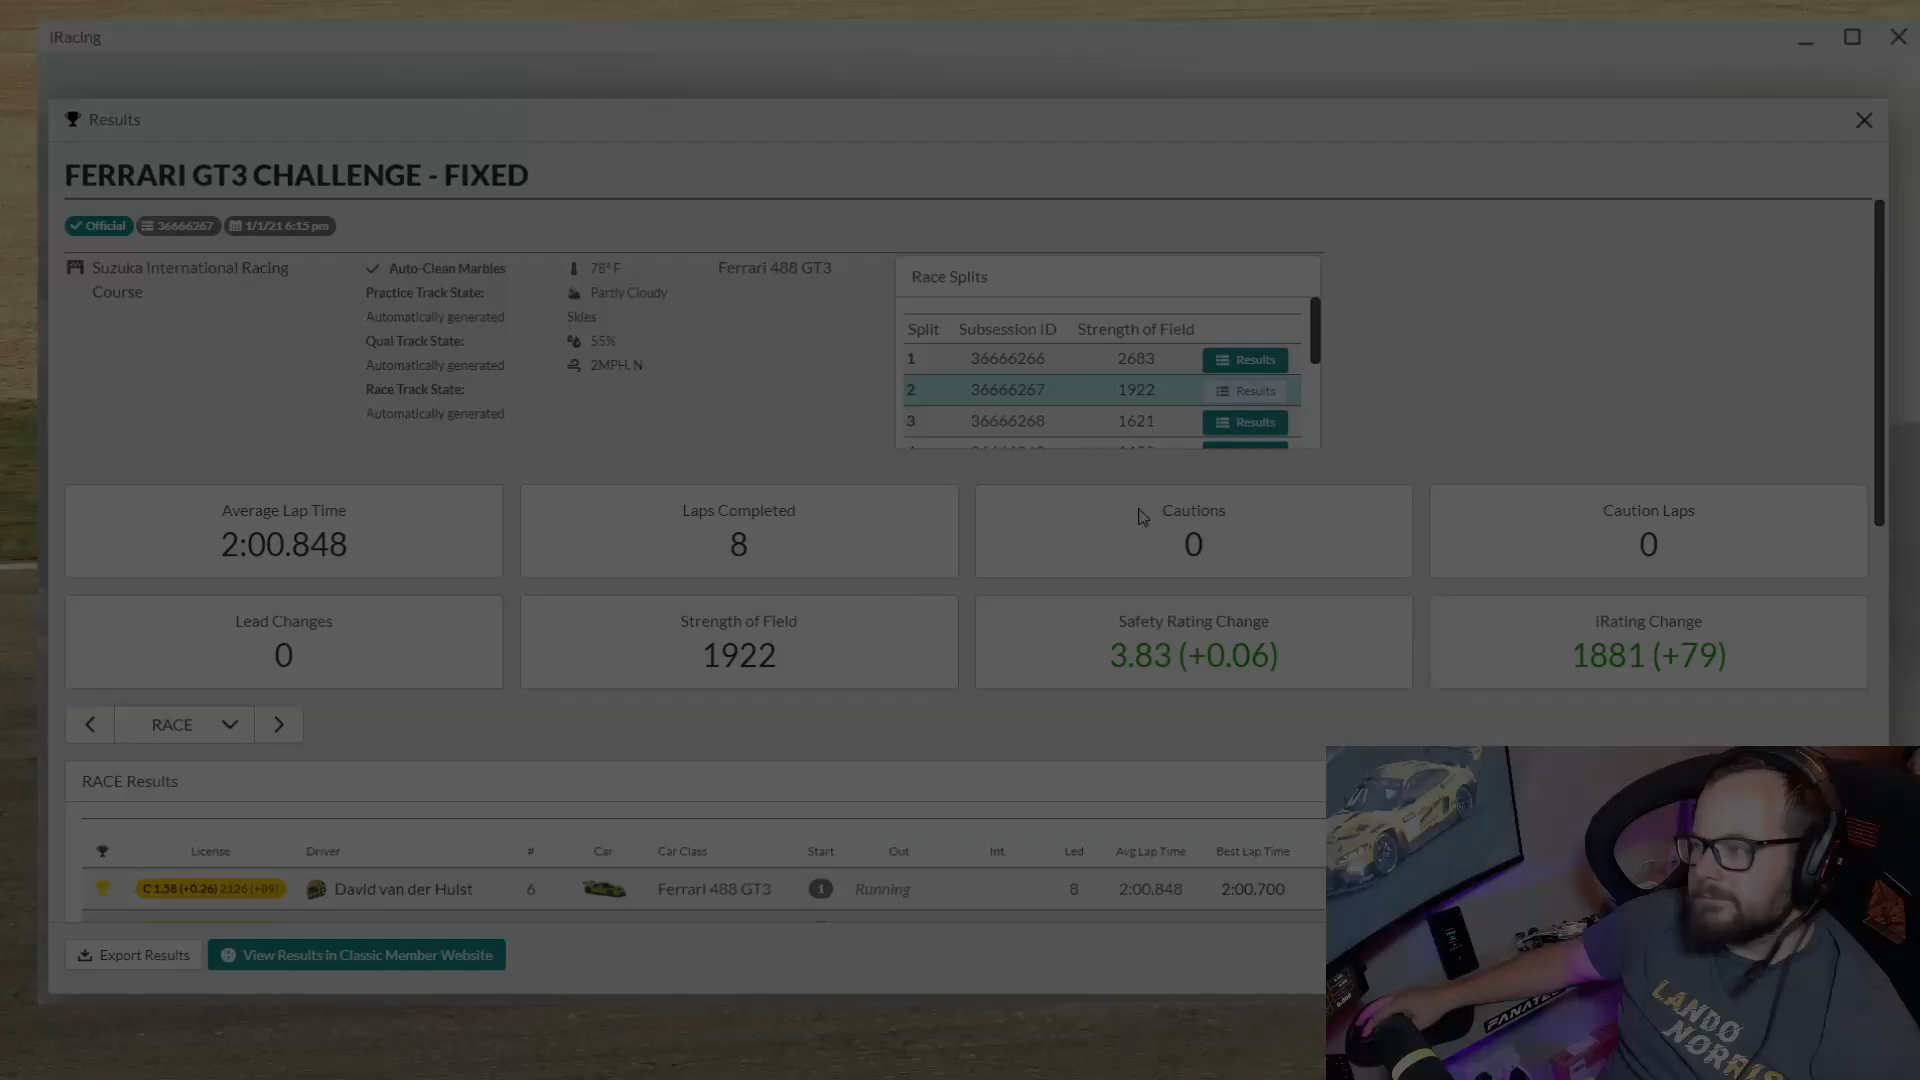 iRacing
Results
FERRARI GT3 CHALLENGE - FIXED
Official 36666267 1/1/21 6:15 pm
Suzuka International Racing
Course
Auto-Clean Marbles
Practice Track State:
Automatically generated
Qual Track State:
Automatically generated
Race Track State:
Automatically generated
78° F
Partly Cloudy
Skies
55%
2MPH, N
Ferrari 488 GT3
Race Splits
Split Subsession ID Strength of Field
1 36666266 2683 Results
2 36666267 1922 Results
3 36666268 1621 Results
Average Lap Time
2:00.848
Laps Completed
8
Cautions
0
Caution Laps
0
Lead Changes
0
Strength of Field
1922
Safety Rating Change
3.83 (+0.06)
iRating Change
1881 (+79)
RACE
RACE Results
License Driver # Car Car Class Start Out Int Led Avg Lap Time Best Lap Time
C 1.58 (+0.26) 2126 (+89) David van der Hulst 6 Ferrari 488 GT3 1 Running 8 2:00.848 2:00.700
Export Results
View Results in Classic Member Website
FANATEC
LANDO
NORRIS